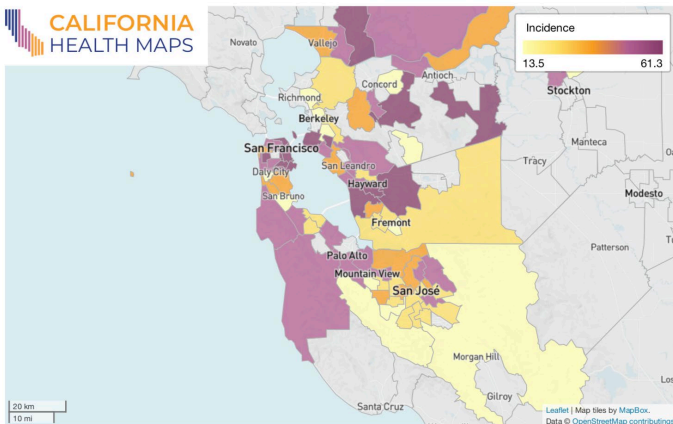 CALIFORNIA
HEALTH MAPS
Incidence
13.5 61.3
Novato
Vallejo
Concord
Antioch
Stockton
Richmond
Berkeley
Manteca
San Francisco
San Leandro
Tracy
Daly City
Hayward
Modesto
San Bruno
Fremont
Patterson
Palo Alto
Mountain View
San José
Morgan Hill
Gilroy
Santa Cruz
20 km
10 mi
Leaflet | Map tiles by MapBox.
Data © OpenStreetMap contributings